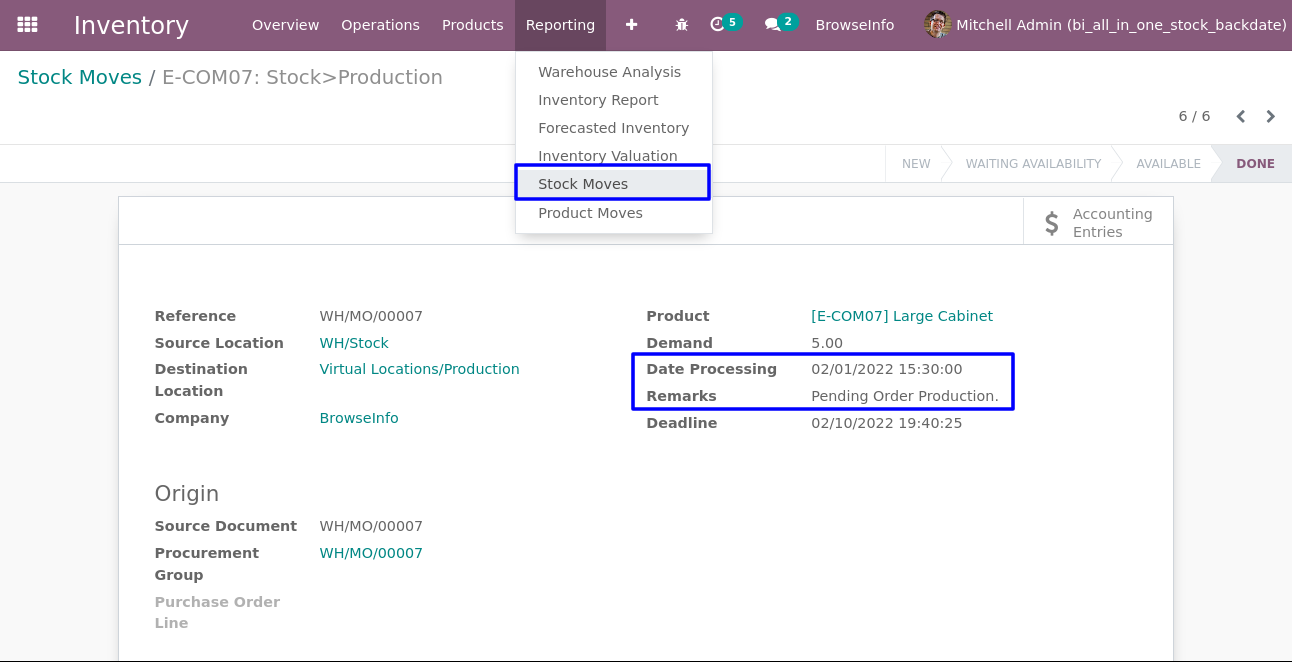 Inventory Overview Operations Products Reporting + 5 2 BrowseInfo Mitchell Admin (bi_all_in_one_stock_backdate)
Stock Moves / E-COM07: Stock>Production
Warehouse Analysis
Inventory Report
Forecasted Inventory
Inventory Valuation
Stock Moves
Product Moves
6 / 6
NEW WAITING AVAILABILITY AVAILABLE DONE
$ Accounting
Entries
Reference WH/MO/00007
Source Location WH/Stock
Destination Virtual Locations/Production
Location
Company BrowseInfo
Product [E-COM07] Large Cabinet
Demand 5.00
Date Processing 02/01/2022 15:30:00
Remarks Pending Order Production.
Deadline 02/10/2022 19:40:25
Origin
Source Document WH/MO/00007
Procurement WH/MO/00007
Group
Purchase Order
Line